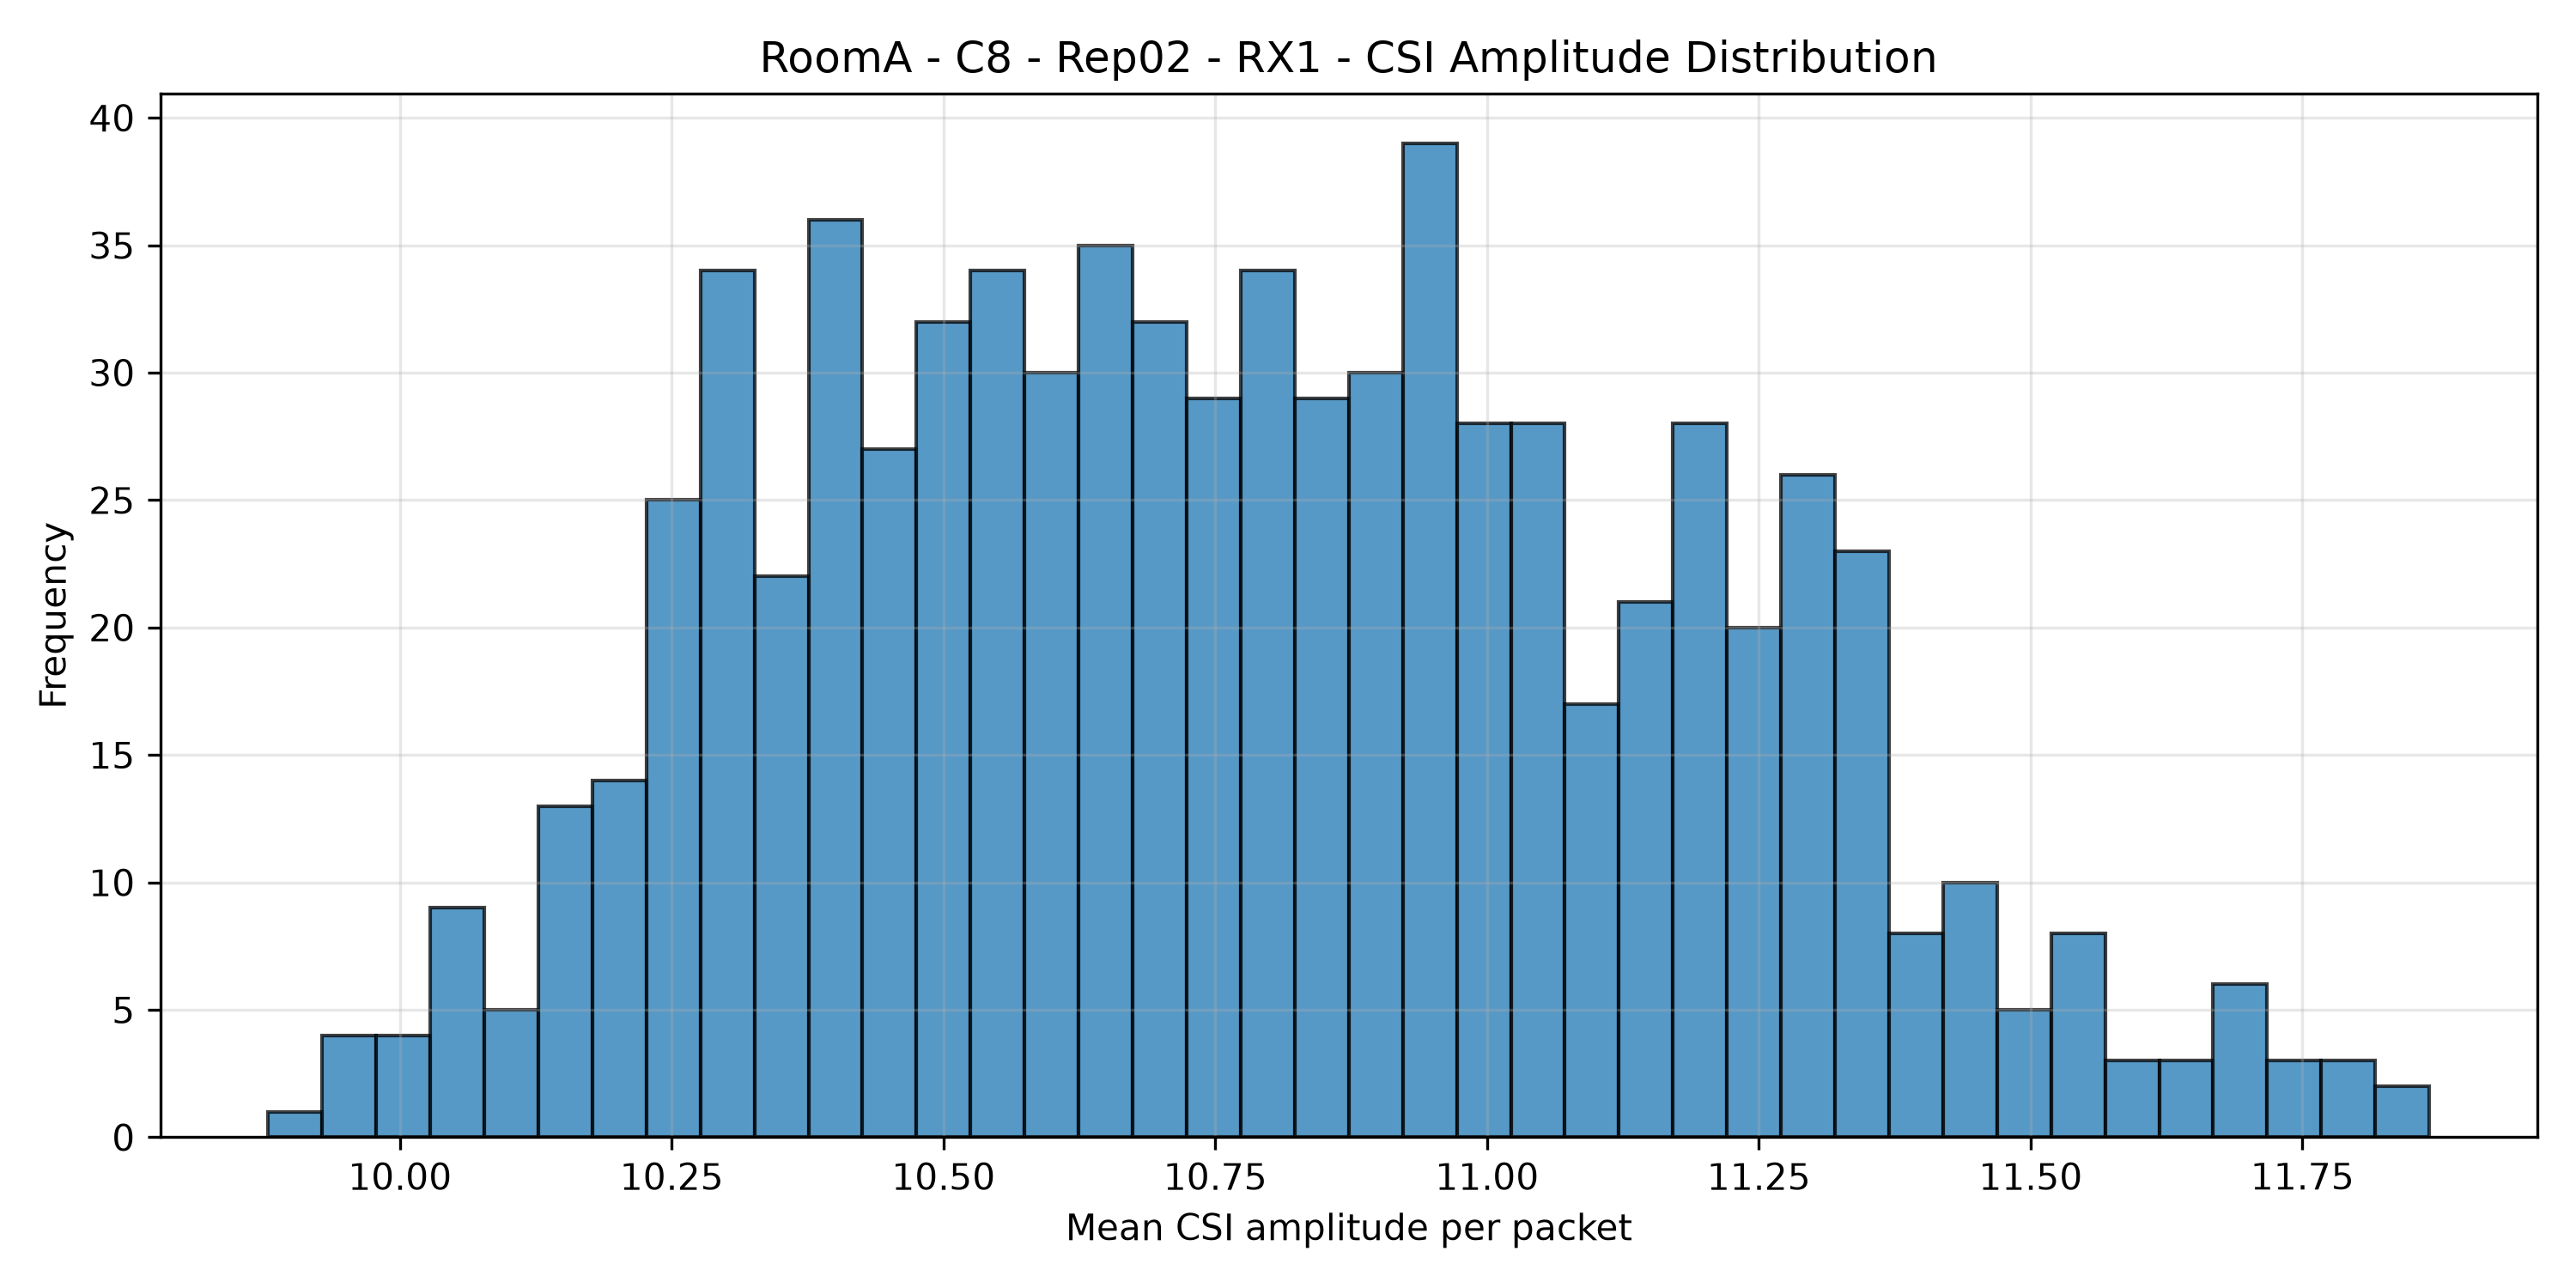 RoomA - C8 - Rep02 - RX1 - CSI Amplitude Distribution
40
35
30
25
20
15
10
5
0
Frequency
10.00 10.25 10.50 10.75 11.00 11.25 11.50 11.75
Mean CSI amplitude per packet